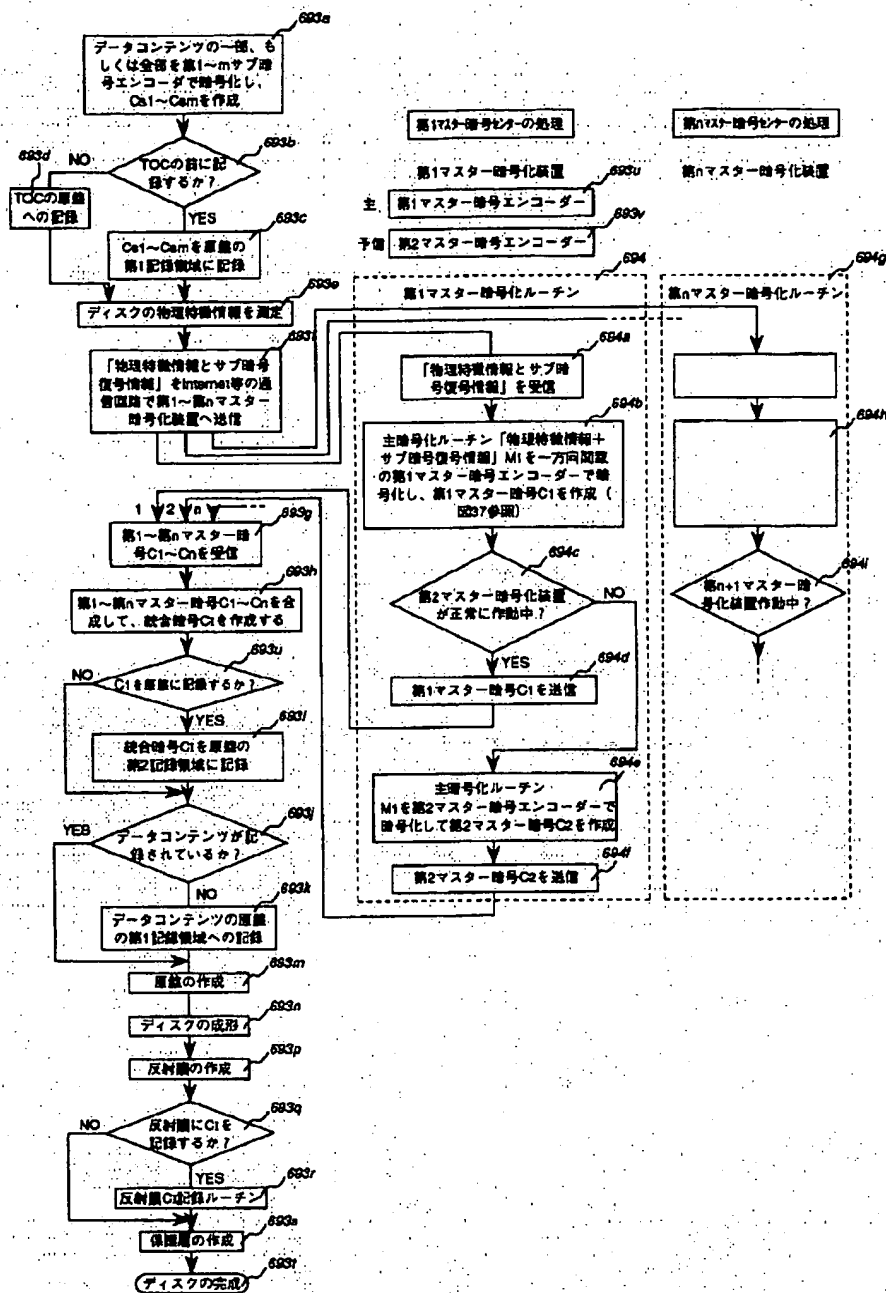 693a
データコンテンツの一部、も
しくは全部を第1~mサブ暗
号エンコーダで暗号化し、
Cs1~Csmを作成
693b
TOCの前に記
録するか?
NO
YES
693d
TOCの原盤
への記録
693c
Cs1~Csmを原盤の
第1記録領域に記録
693e
ディスクの物理特徴情報を測定
693f
「物理特徴情報とサブ暗号
復号情報」をInternet等の通
信回路で第1~第nマスター
暗号化装置へ送信
1 2 n
693g
第1~第nマスター暗
号C1~Cnを受信
693h
第1~第nマスター暗号C1~Cnを合
成して、統合暗号CIを作成する
693u
CIを原盤に記録するか?
NO
YES
693i
統合暗号CIを原盤の
第2記録領域に記録
693j
データコンテンツが記
録されているか?
YES
NO
693k
データコンテンツの原盤
の第1記録領域への記録
693m
原盤の作成
693n
ディスクの成形
693p
反射膜の作成
693q
反射膜にCIを
記録するか?
NO
YES
693r
反射膜CI記録ルーチン
693s
保護層の作成
693t
ディスクの完成
第1マスター暗号センターの処理
第1マスター暗号化装置
693u
主 第1マスター暗号エンコーダー
693v
予備 第2マスター暗号エンコーダー
694
第1マスター暗号化ルーチン
694a
「物理特徴情報とサブ暗
号復号情報」を受信
694b
主暗号化ルーチン「物理特徴情報+
サブ暗号復号情報」M1を一方向関数
の第1マスター暗号エンコーダーで暗
号化し、第1マスター暗号C1を作成(
図37参照)
694c
第2マスター暗号化装置
が正常に作動中?
NO
YES
694d
第1マスター暗号C1を送信
694e
主暗号化ルーチン
M1を第2マスター暗号エンコーダーで
暗号化して第2マスター暗号C2を作成
694f
第2マスター暗号C2を送信
第nマスター暗号センターの処理
第nマスター暗号化装置
694g
第nマスター暗号化ルーチン
694h
694i
第n+1マスター暗
号化装置作動中?